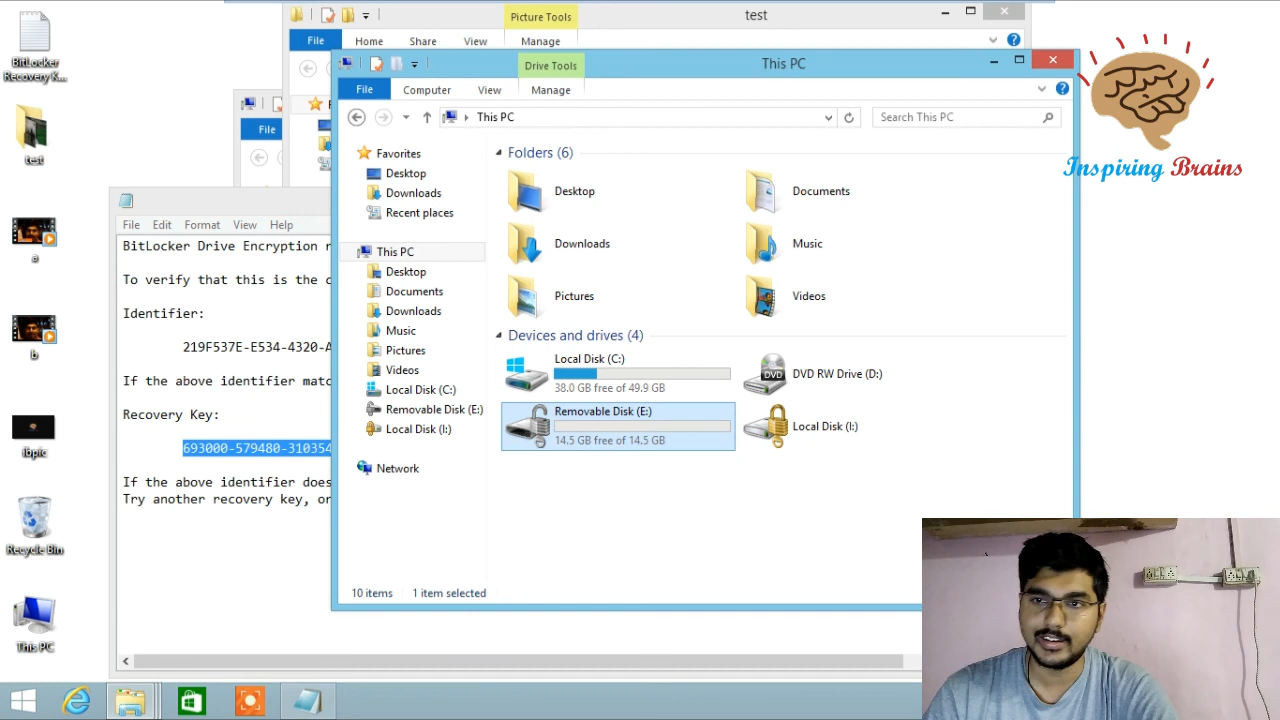 BitLocker
Recovery K...
test
a
b
ibpic
Recycle Bin
This PC
Picture Tools
test
File
Home
Share
View
Manage
File
File
Edit
Format
View
Help
BitLocker Drive Encryption r
To verify that this is the c
Identifier:
219F537E-E534-4320-A
If the above identifier matc
Recovery Key:
693000-579480-310354
If the above identifier does
Try another recovery key, or
Drive Tools
This PC
File
Computer
View
Manage
This PC
Search This PC
Favorites
Desktop
Downloads
Recent places
This PC
Desktop
Documents
Downloads
Music
Pictures
Videos
Local Disk (C:)
Removable Disk (E:)
Local Disk (I:)
Network
Folders (6)
Desktop
Documents
Downloads
Music
Pictures
Videos
Devices and drives (4)
Local Disk (C:)
38.0 GB free of 49.9 GB
DVD
DVD RW Drive (D:)
Removable Disk (E:)
14.5 GB free of 14.5 GB
Local Disk (I:)
10 items
1 item selected
Inspiring Brains